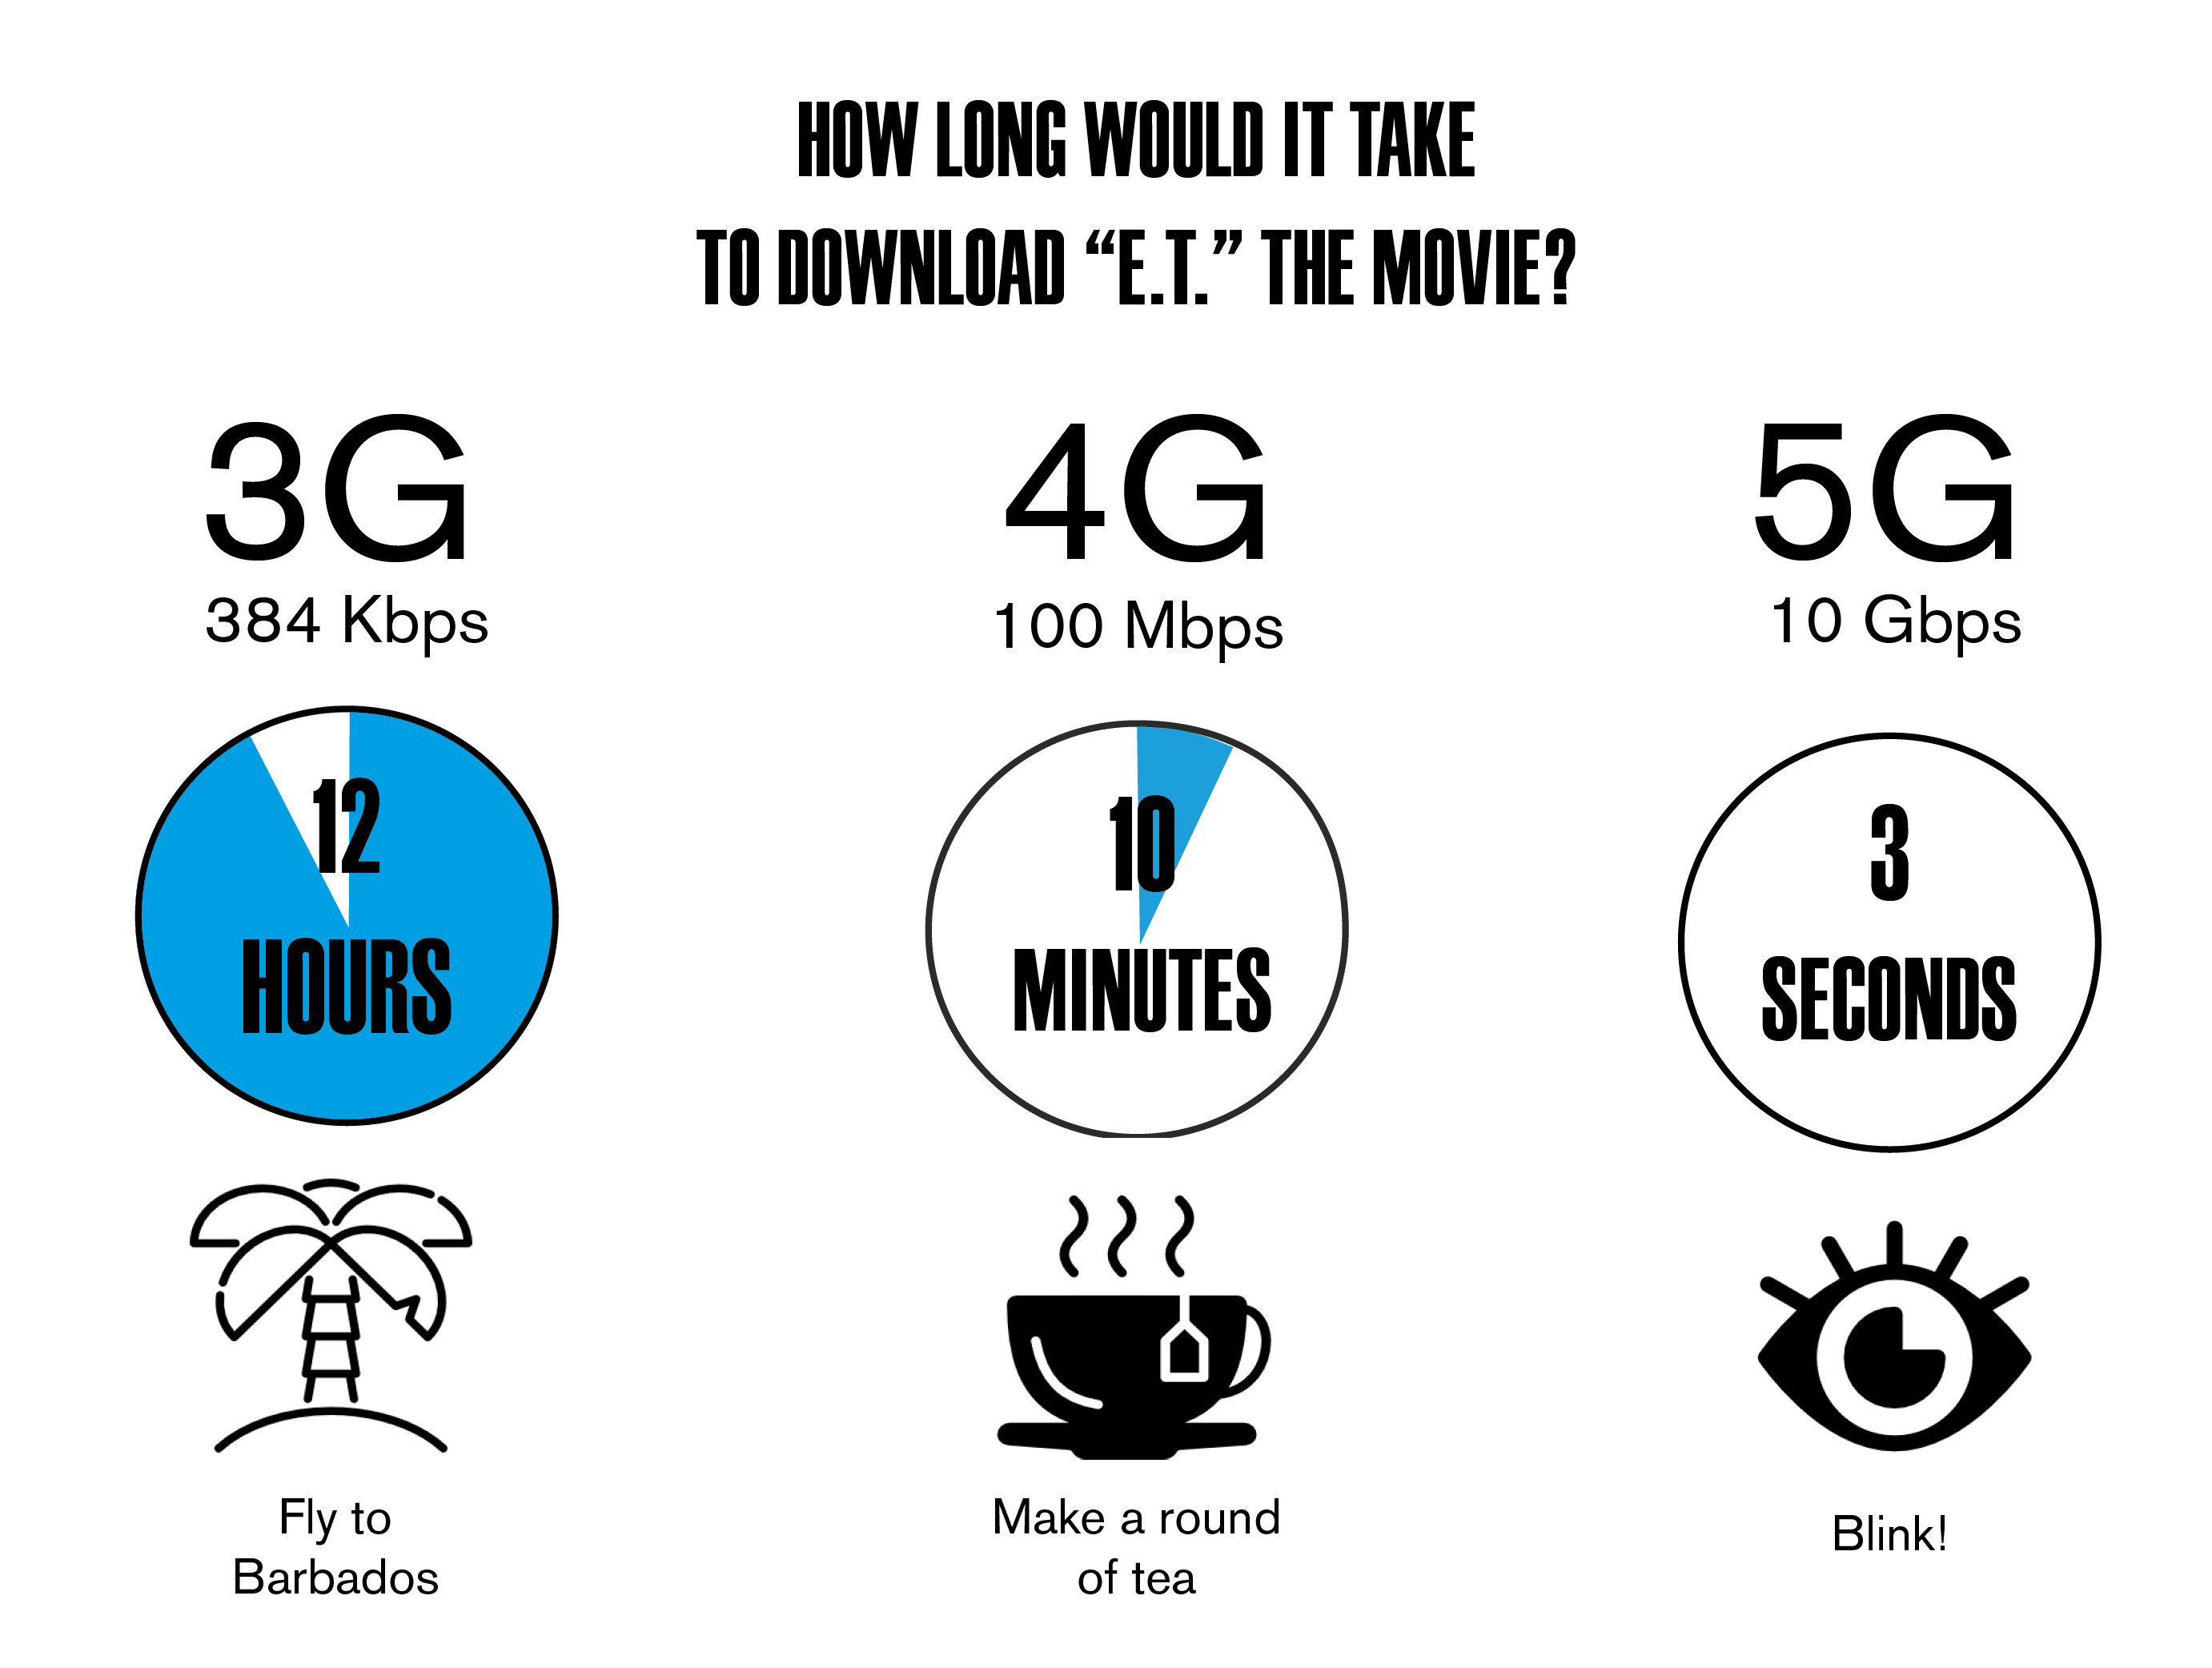 HOW LONG WOULD IT TAKE
TO DOWNLOAD “E.T.” THE MOVIE?
3G
384 Kbps
12
HOURS
Fly to
Barbados
4G
100 Mbps
10
MINUTES
Make a round
of tea
5G
10 Gbps
3
SECONDS
Blink!